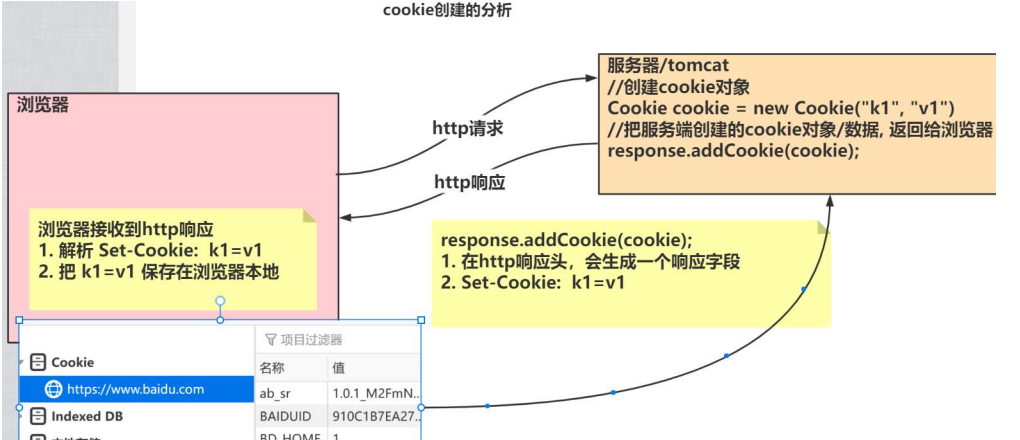 cookie创建的分析
浏览器
服务器/tomcat
//创建cookie对象
Cookie cookie = new Cookie("k1", "v1")
//把服务端创建的cookie对象/数据, 返回给浏览器
response.addCookie(cookie);
http请求
http响应
浏览器接收到http响应
1. 解析 Set-Cookie: k1=v1
2. 把 k1=v1 保存在浏览器本地
response.addCookie(cookie);
1. 在http响应头，会生成一个响应字段
2. Set-Cookie: k1=v1
项目过滤器
Cookie
名称 值
https://www.baidu.com
ab_sr 1.0.1_M2FmN...
Indexed DB
BAIDUID 910C1B7EA27...
BD_HOME 1